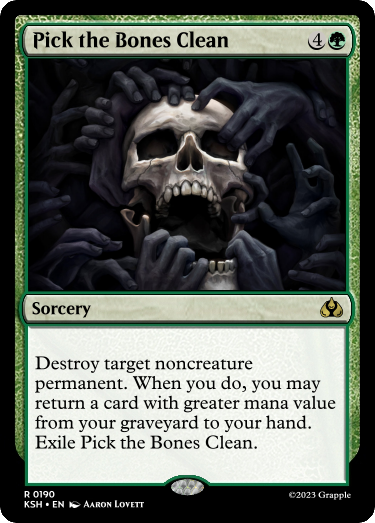 Pick the Bones Clean 4
Sorcery
Destroy target noncreature
permanent. When you do, you may
return a card with greater mana value
from your graveyard to your hand.
Exile Pick the Bones Clean.
R 0190
KSH • EN Aaron Lovett
©2023 Grapple